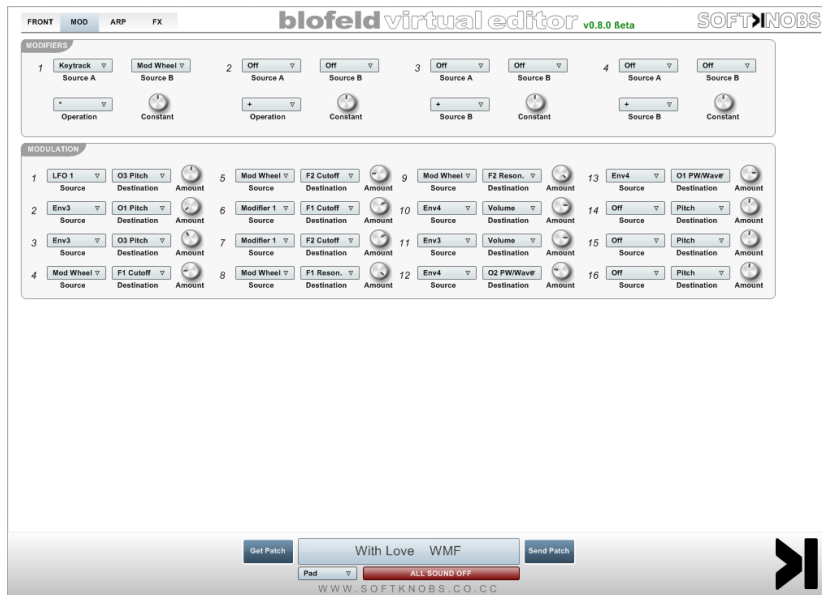 FRONT MOD ARP FX
blofeld virtual editor v0.8.0 ßeta
SOFTKNOBS
MODIFIERS
1 Keytrack Mod Wheel 2 Off Off 3 Off Off 4 Off Off
Source A Source B Source A Source B Source A Source B Source A Source B
* + + +
Operation Constant Operation Constant Source B Constant Source B Constant
MODULATION
1 LFO 1 O3 Pitch 5 Mod Wheel F2 Cutoff 9 Mod Wheel F2 Reson. 13 Env4 O1 PW/Wave
Source Destination Amount Source Destination Amount Source Destination Amount Source Destination Amount
2 Env3 O1 Pitch 6 Modifier 1 F1 Cutoff 10 Env4 Volume 14 Off Pitch
Source Destination Amount Source Destination Amount Source Destination Amount Source Destination Amount
3 Env3 O3 Pitch 7 Modifier 1 F2 Cutoff 11 Env3 Volume 15 Off Pitch
Source Destination Amount Source Destination Amount Source Destination Amount Source Destination Amount
4 Mod Wheel F1 Cutoff 8 Mod Wheel F1 Reson. 12 Env4 O2 PW/Wave 16 Off Pitch
Source Destination Amount Source Destination Amount Source Destination Amount Source Destination Amount
Get Patch With Love WMF Send Patch
Pad ALL SOUND OFF
WWW.SOFTKNOBS.CO.CC